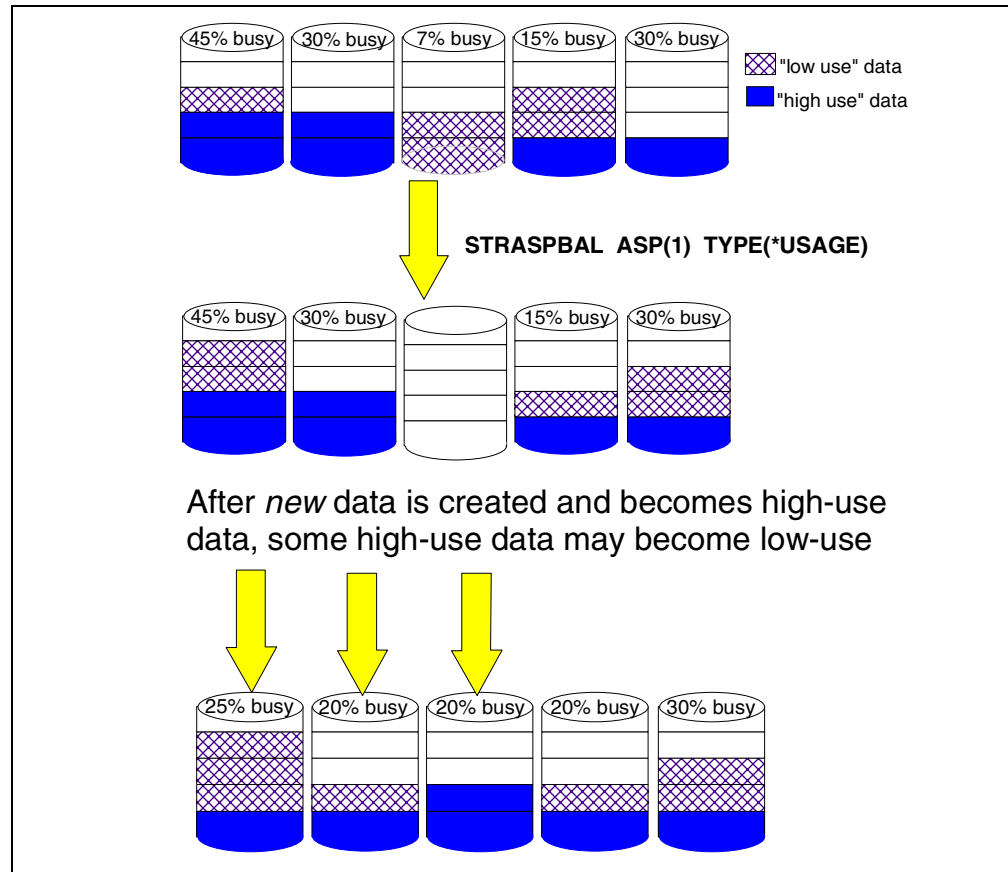 45% busy 30% busy 7% busy 15% busy 30% busy
"low use" data
"high use" data
STRASPBAL ASP(1) TYPE(*USAGE)
45% busy 30% busy 15% busy 30% busy
After new data is created and becomes high-use
data, some high-use data may become low-use
25% busy 20% busy 20% busy 20% busy 30% busy